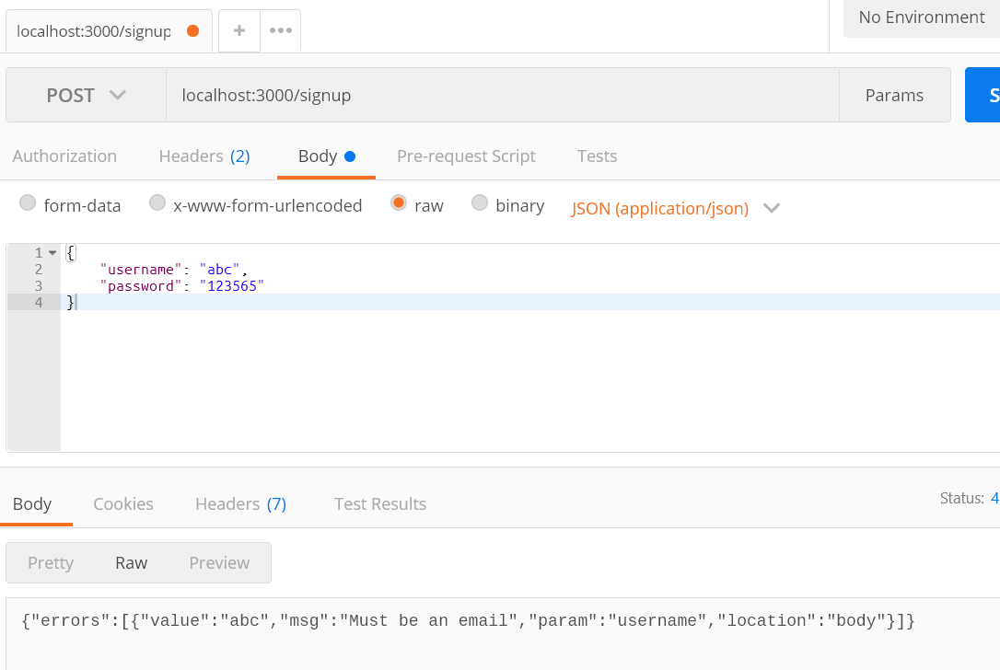 localhost:3000/signup
No Environment
POST localhost:3000/signup Params S
Authorization Headers (2) Body Pre-request Script Tests
form-data x-www-form-urlencoded raw binary JSON (application/json)
1 {
2 "username": "abc",
3 "password": "123565"
4 }
Body Cookies Headers (7) Test Results Status: 4
Pretty Raw Preview
{"errors":[{"value":"abc","msg":"Must be an email","param":"username","location":"body"}]}